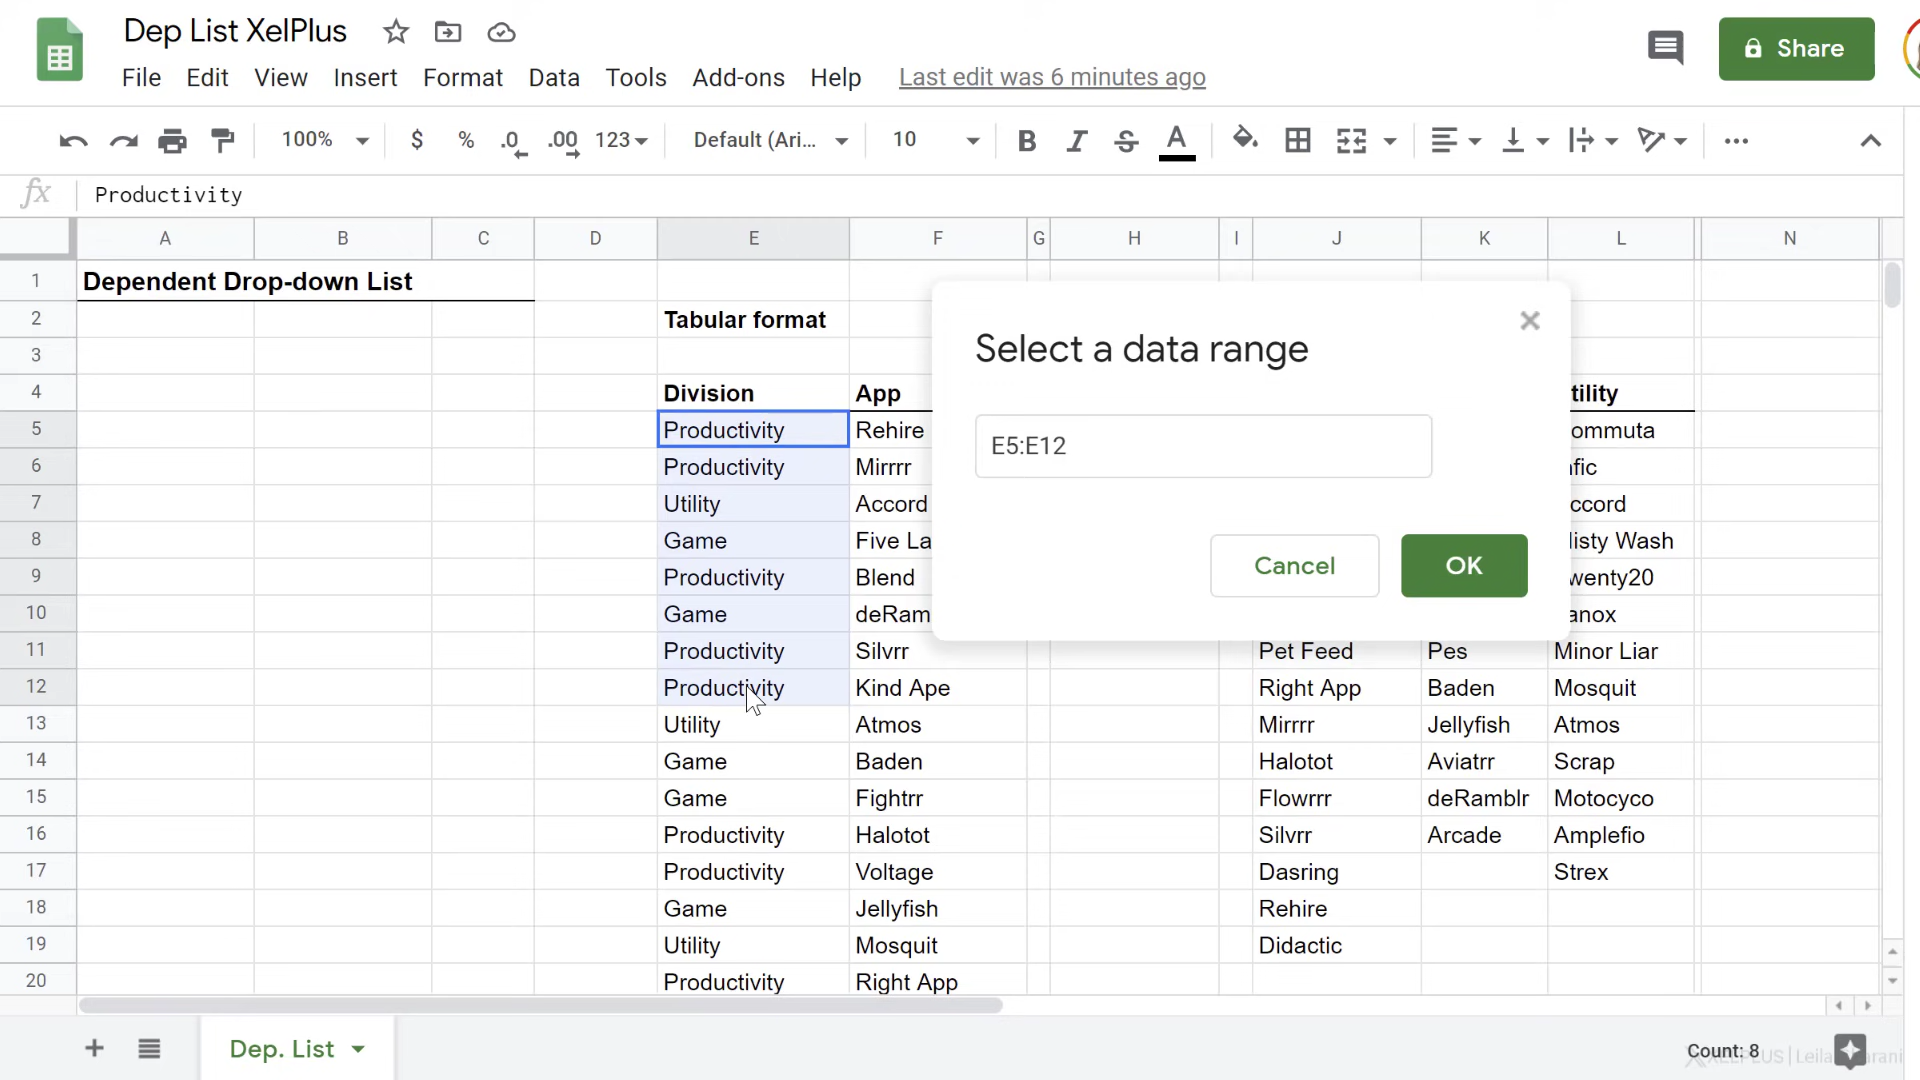 Dep List XelPlus
File Edit View Insert Format Data Tools Add-ons Help Last edit was 6 minutes ago
Share
100% $ % .0 .00 123 Default (Ari... 10 B I S A ...
fx Productivity
A B C D E F G H I J K L N
1 Dependent Drop-down List
2 Tabular format
3
4 Division App tility
5 Productivity Rehire ommuta
6 Productivity Mirrrr fic
7 Utility Accord ccord
8 Game Five La isty Wash
9 Productivity Blend wenty20
10 Game deRam anox
11 Productivity Silvrr Pet Feed Pes Minor Liar
12 Productivity Kind Ape Right App Baden Mosquit
13 Utility Atmos Mirrrr Jellyfish Atmos
14 Game Baden Halotot Aviatrr Scrap
15 Game Fightrr Flowrrr deRamblr Motocyco
16 Productivity Halotot Silvrr Arcade Amplefio
17 Productivity Voltage Dasring Strex
18 Game Jellyfish Rehire
19 Utility Mosquit Didactic
20 Productivity Right App
Select a data range
E5:E12
Cancel OK
Dep. List
Count: 8